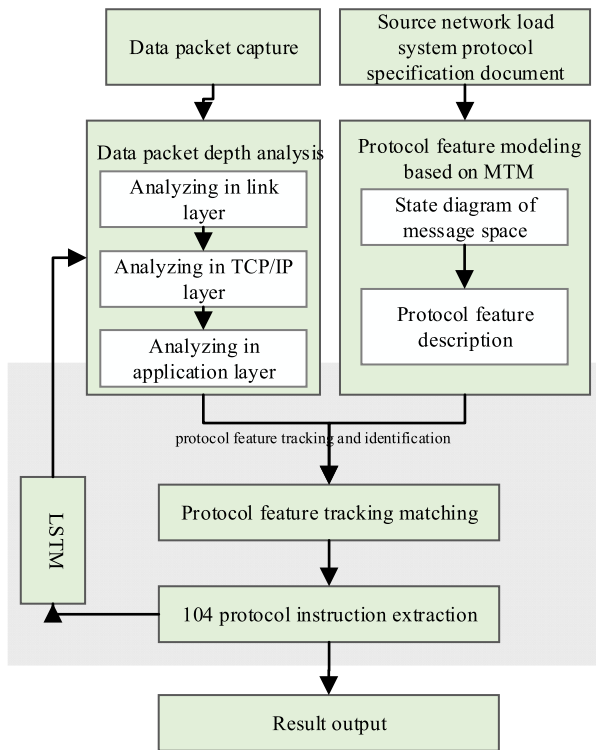 Data packet capture
Source network load
system protocol
specification document
Data packet depth analysis
Analyzing in link
layer
Analyzing in TCP/IP
layer
Analyzing in
application layer
Protocol feature modeling
based on MTM
State diagram of
message space
Protocol feature
description
protocol feature tracking and identification
LSTM
Protocol feature tracking matching
104 protocol instruction extraction
Result output